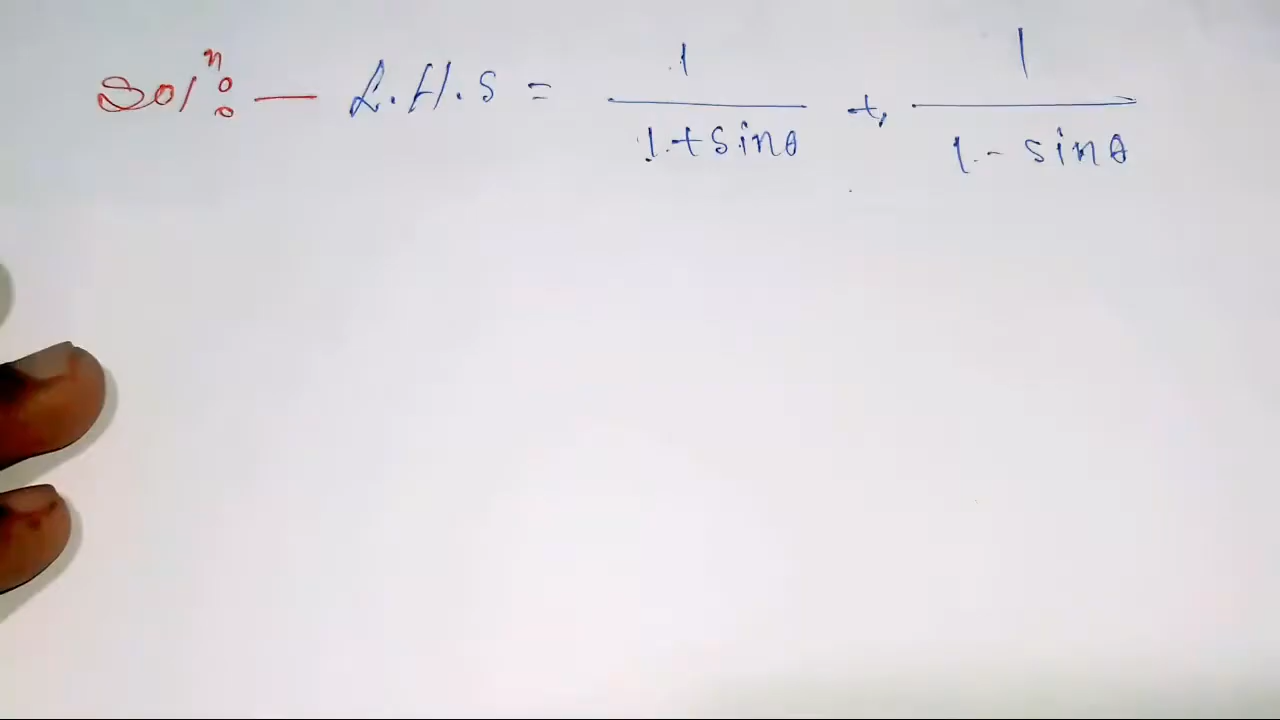 Solⁿ: — L.H.S = 1/(1+sinθ) + 1/(1-sinθ)